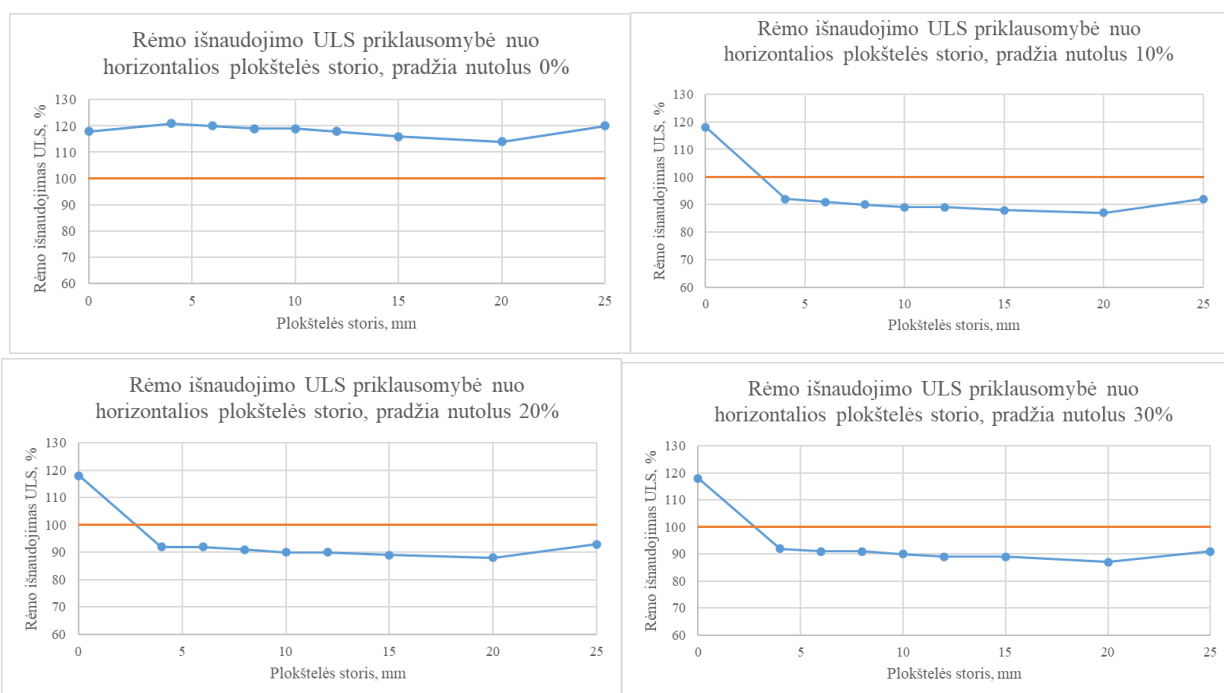 Rėmo išnaudojimo ULS priklausomybė nuo
horizontalios plokštelės storio, pradžia nutolus 0%
Rėmo išnaudojimas ULS, %
130
120
110
100
90
80
70
60
0 5 10 15 20 25
Plokštelės storis, mm
Rėmo išnaudojimo ULS priklausomybė nuo
horizontalios plokštelės storio, pradžia nutolus 10%
Rėmo išnaudojimas ULS, %
130
120
110
100
90
80
70
60
0 5 10 15 20 25
Plokštelės storis, mm
Rėmo išnaudojimo ULS priklausomybė nuo
horizontalios plokštelės storio, pradžia nutolus 20%
Rėmo išnaudojimas ULS, %
130
120
110
100
90
80
70
60
0 5 10 15 20 25
Plokštelės storis, mm
Rėmo išnaudojimo ULS priklausomybė nuo
horizontalios plokštelės storio, pradžia nutolus 30%
Rėmo išnaudojimas ULS, %
130
120
110
100
90
80
70
60
0 5 10 15 20 25
Plokštelės storis, mm